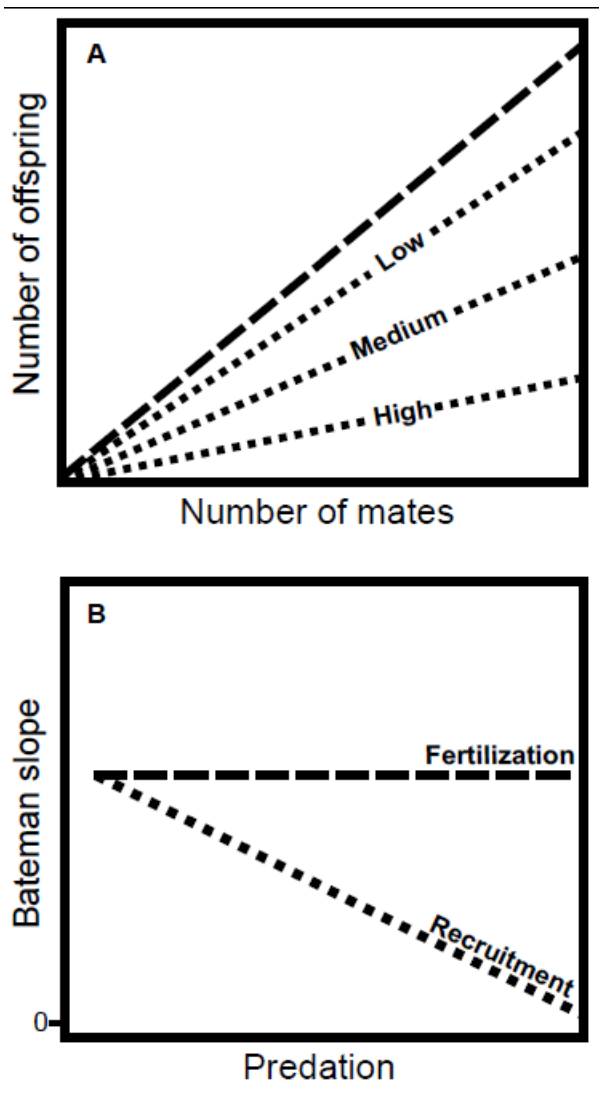 A
Number of offspring
Low
Medium
High
Number of mates
B
Bateman slope
Fertilization
Recruitment
0
Predation